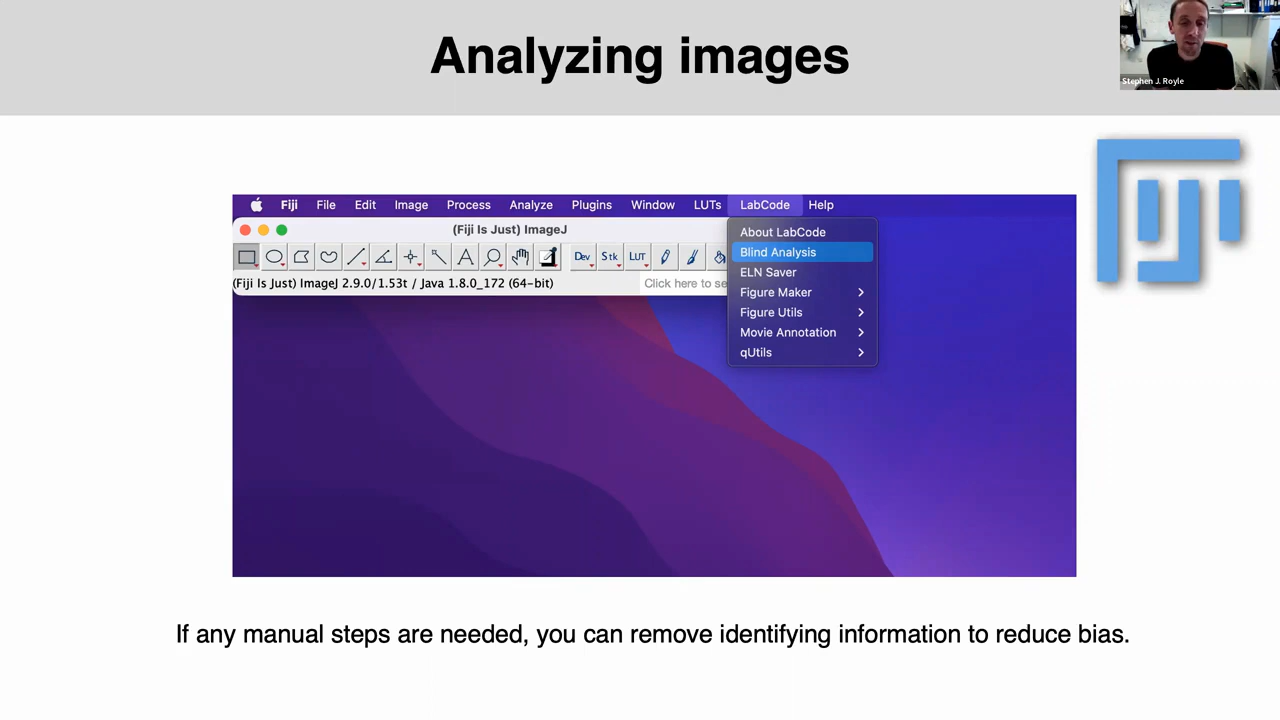 Analyzing images
Stephen J. Royle
Fiji File Edit Image Process Analyze Plugins Window LUTs LabCode Help
(Fiji Is Just) ImageJ
About LabCode
Blind Analysis
Dev Stk LUT
ELN Saver
(Fiji Is Just) ImageJ 2.9.0/1.53t / Java 1.8.0_172 (64-bit)
Click here to se
Figure Maker
Figure Utils
Movie Annotation
qUtils
If any manual steps are needed, you can remove identifying information to reduce bias.